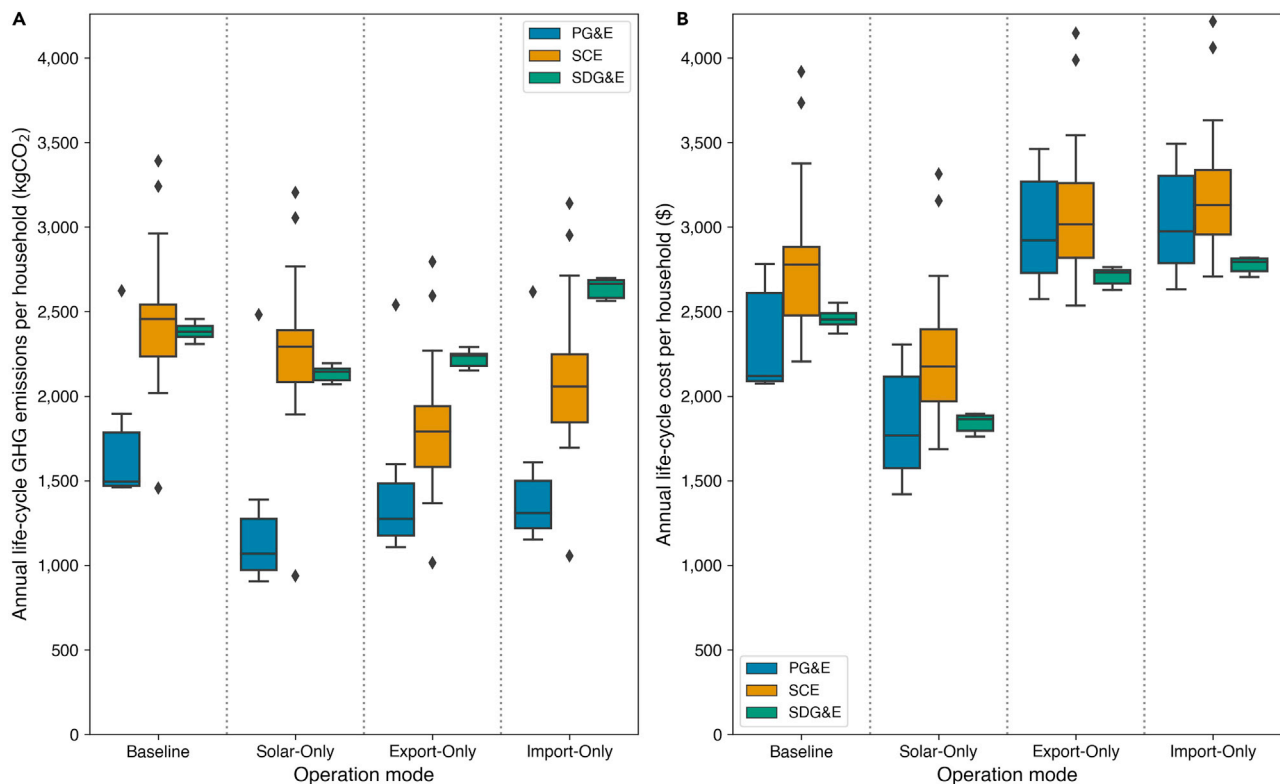 A
Annual life-cycle GHG emissions per household (kgCO₂)
4,000
3,500
3,000
2,500
2,000
1,500
1,000
500
0
PG&E
SCE
SDG&E
Baseline
Solar-Only
Export-Only
Import-Only
Operation mode
B
Annual life-cycle cost per household ($)
4,000
3,500
3,000
2,500
2,000
1,500
1,000
500
0
PG&E
SCE
SDG&E
Baseline
Solar-Only
Export-Only
Import-Only
Operation mode